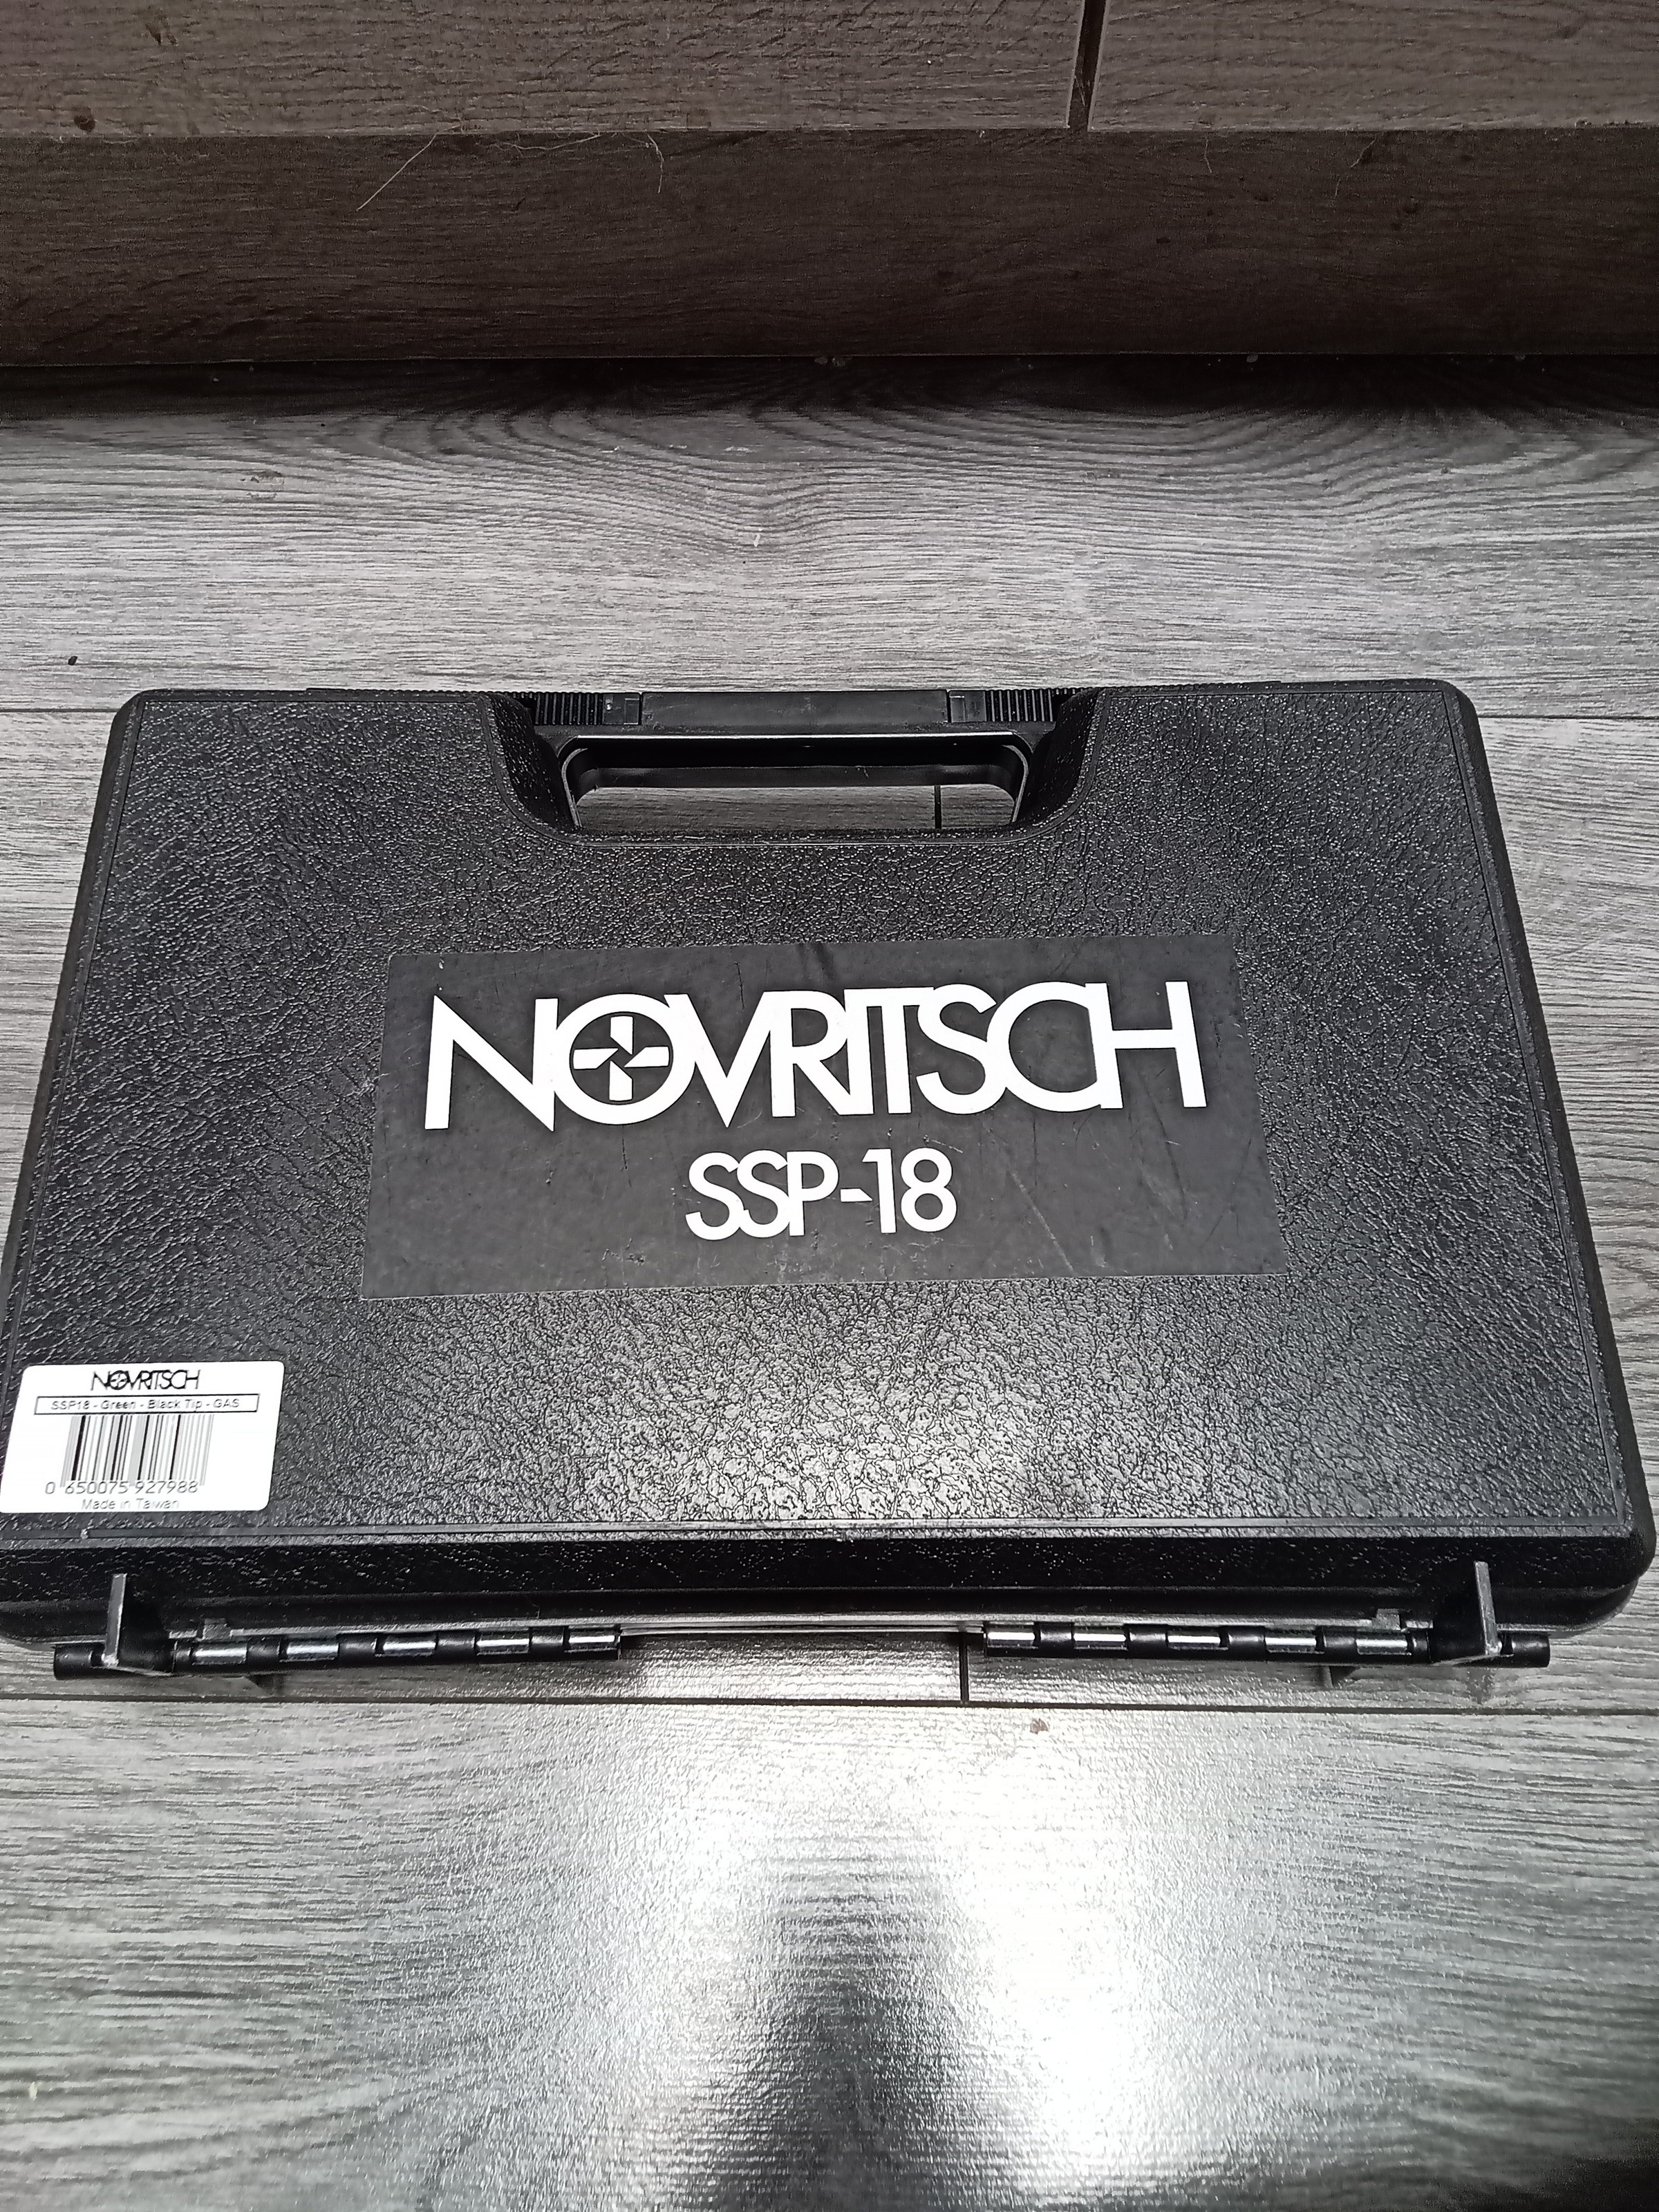 NOVRITSCH
SSP-18
NOVRITSCH
SSP18 - Green - Black Tip - GAS
0 650075 927988
Made in Taiwan